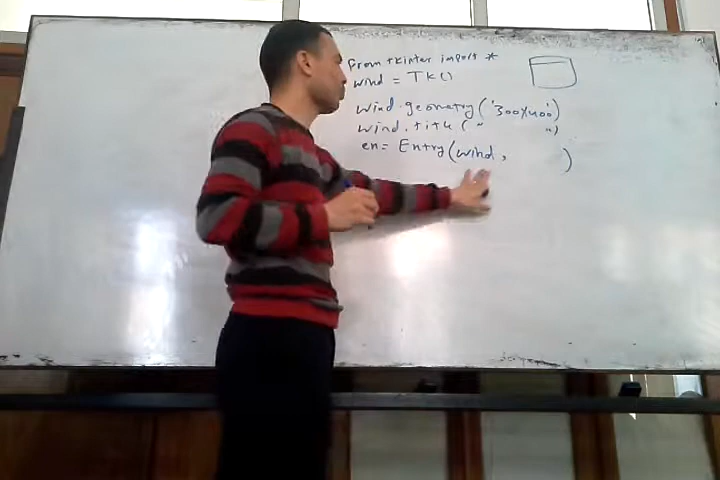 from tkinter import *
wind = Tk()
wind.geometry('300x400')
wind.title(" ")
en= Entry(wind, )